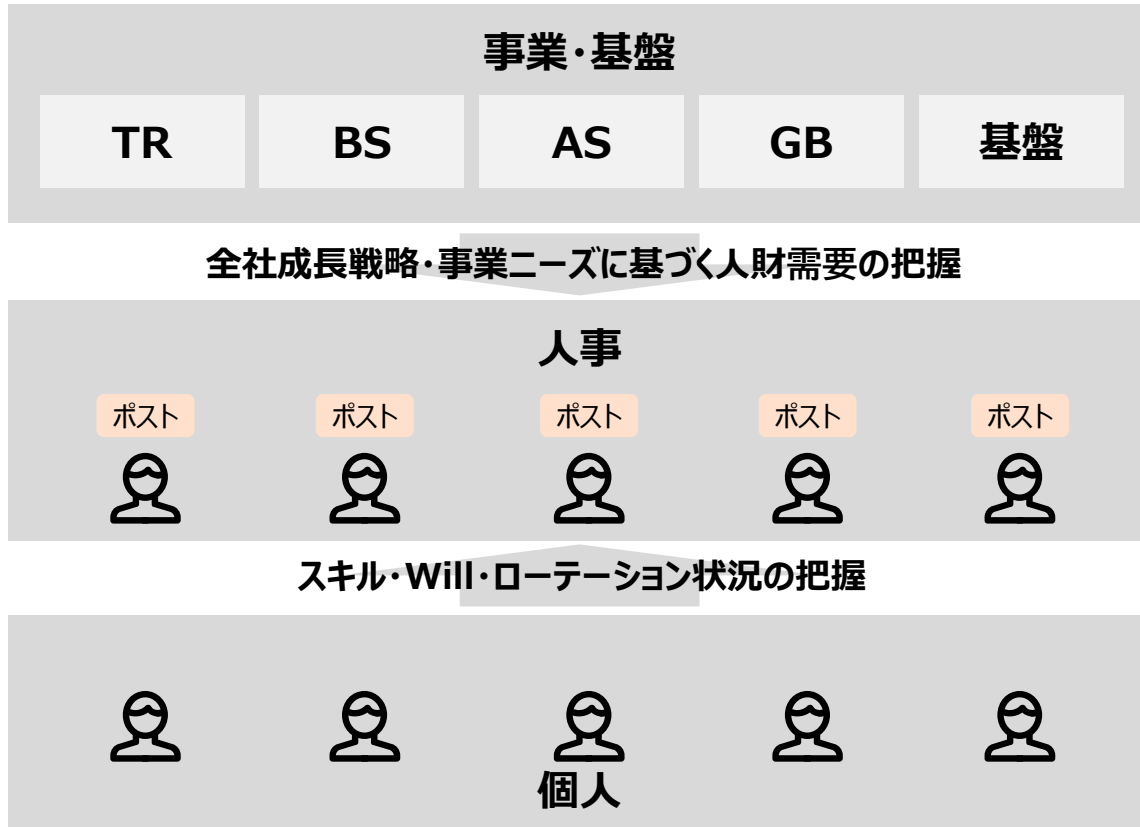 事業・基盤
TR BS AS GB 基盤
全社成長戦略・事業ニーズに基づく人財需要の把握
人事
ポスト ポスト ポスト ポスト ポスト
スキル・Will・ローテーション状況の把握
個人